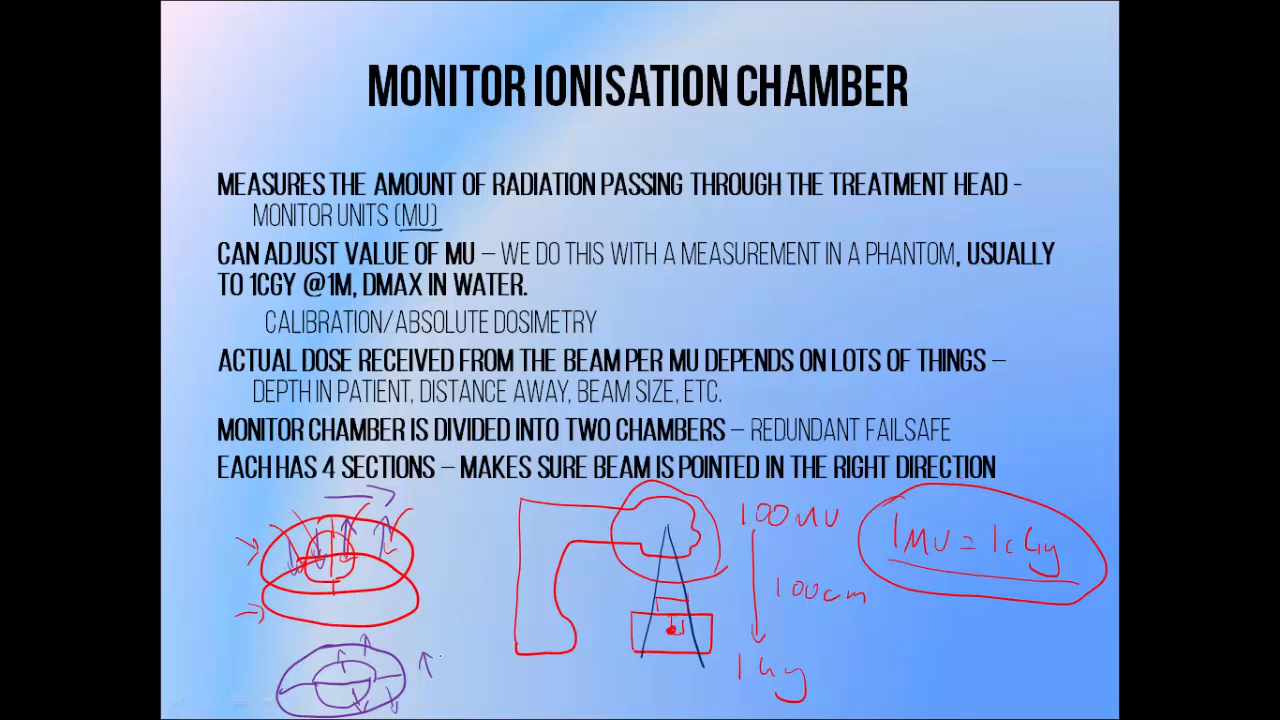 MONITOR IONISATION CHAMBER
MEASURES THE AMOUNT OF RADIATION PASSING THROUGH THE TREATMENT HEAD -
MONITOR UNITS (MU)
CAN ADJUST VALUE OF MU – WE DO THIS WITH A MEASUREMENT IN A PHANTOM, USUALLY
TO 1CGY @1M, DMAX IN WATER.
CALIBRATION/ABSOLUTE DOSIMETRY
ACTUAL DOSE RECEIVED FROM THE BEAM PER MU DEPENDS ON LOTS OF THINGS –
DEPTH IN PATIENT, DISTANCE AWAY, BEAM SIZE, ETC.
MONITOR CHAMBER IS DIVIDED INTO TWO CHAMBERS – REDUNDANT FAILSAFE
EACH HAS 4 SECTIONS – MAKES SURE BEAM IS POINTED IN THE RIGHT DIRECTION
100MU
1MU = 1cGy
100cm
1Gy